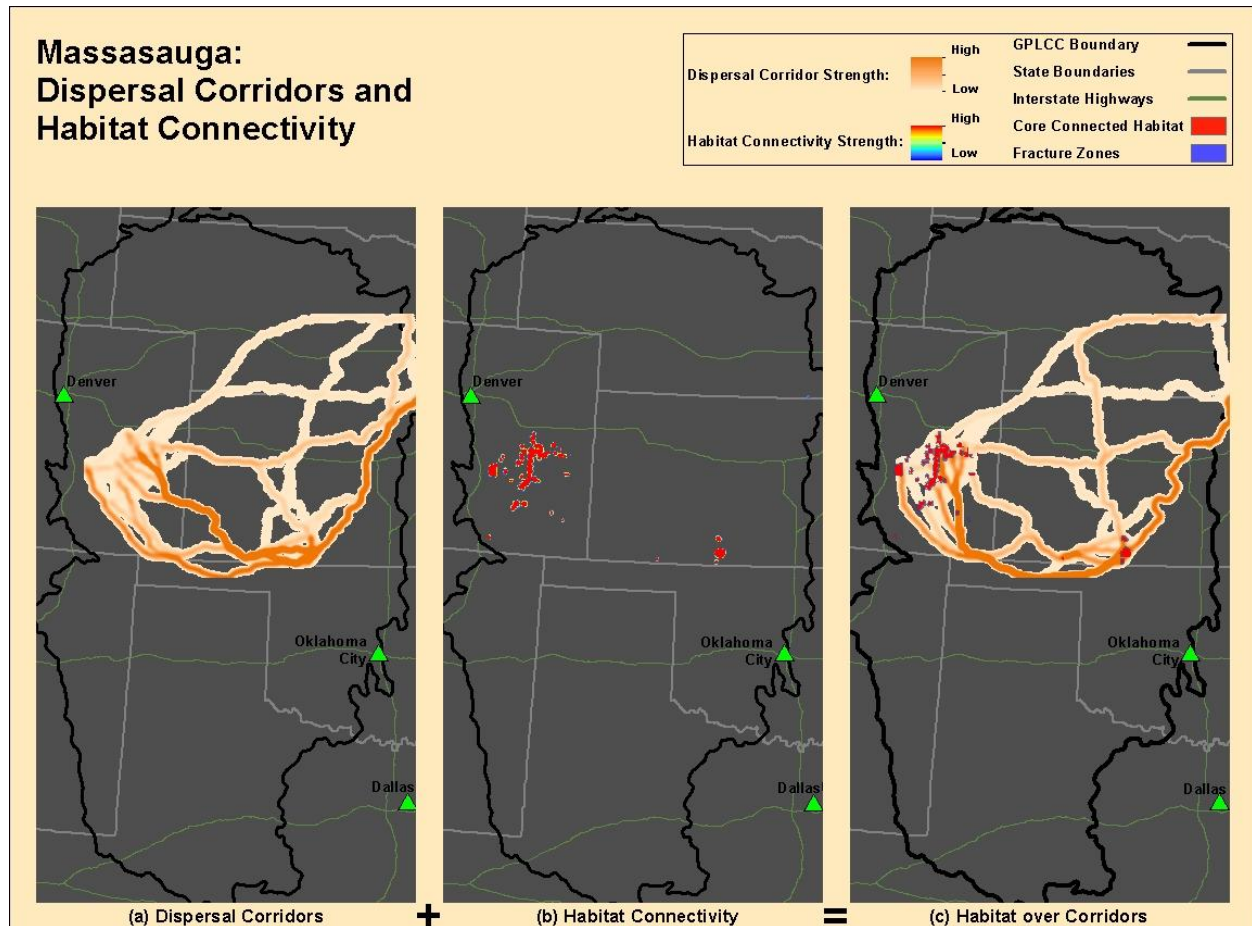 Massasauga:
Dispersal Corridors and
Habitat Connectivity
Dispersal Corridor Strength:
High
Low
Habitat Connectivity Strength:
High
Low
GPLCC Boundary
State Boundaries
Interstate Highways
Core Connected Habitat
Fracture Zones
Denver
Oklahoma
City
Dallas
(a) Dispersal Corridors
+
Denver
Oklahoma
City
Dallas
(b) Habitat Connectivity
=
Denver
Oklahoma
City
Dallas
(c) Habitat over Corridors